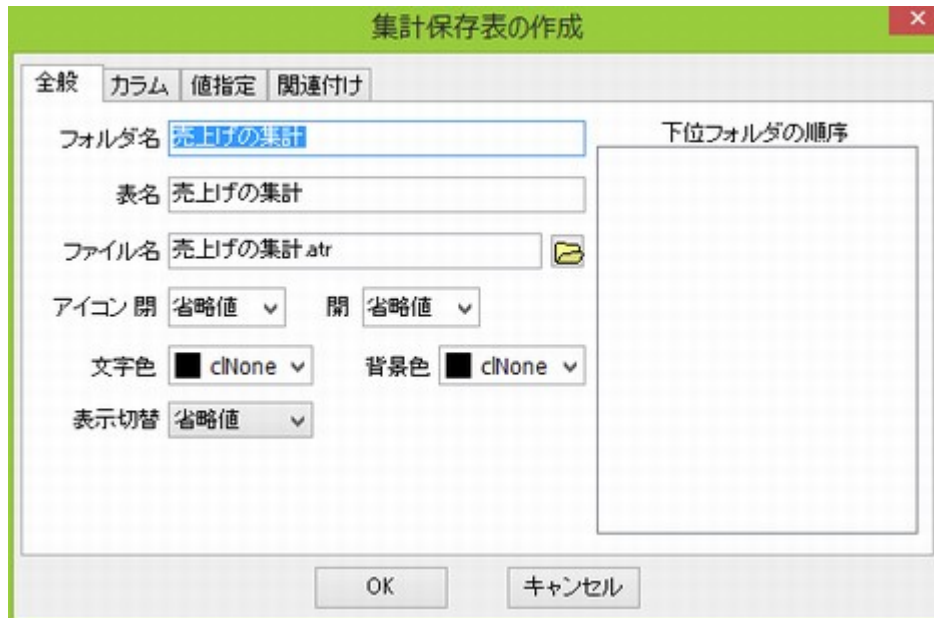 集計保存表の作成
全般 カラム 値指定 関連付け
フォルダ名 売上げの集計
下位フォルダの順序
表名 売上げの集計
ファイル名 売上げの集計.atr
アイコン 閉 省略値 開 省略値
文字色 clNone 背景色 clNone
表示切替 省略値
OK キャンセル